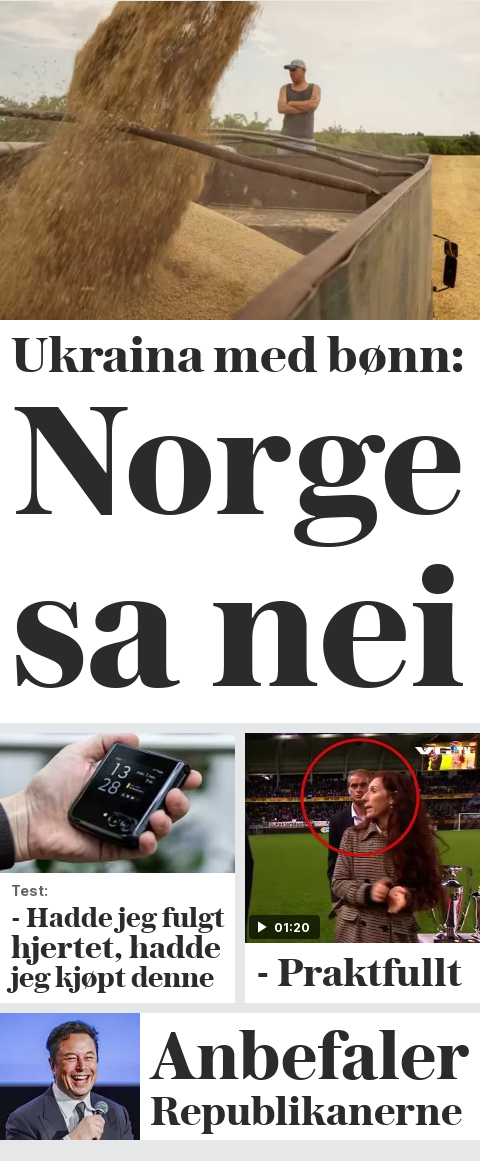 Ukraina med bønn:
Norge
sa nei
13
28
Test:
- Hadde jeg fulgt
hjertet, hadde
jeg kjøpt denne
01:20
- Praktfullt
Anbefaler
Republikanerne